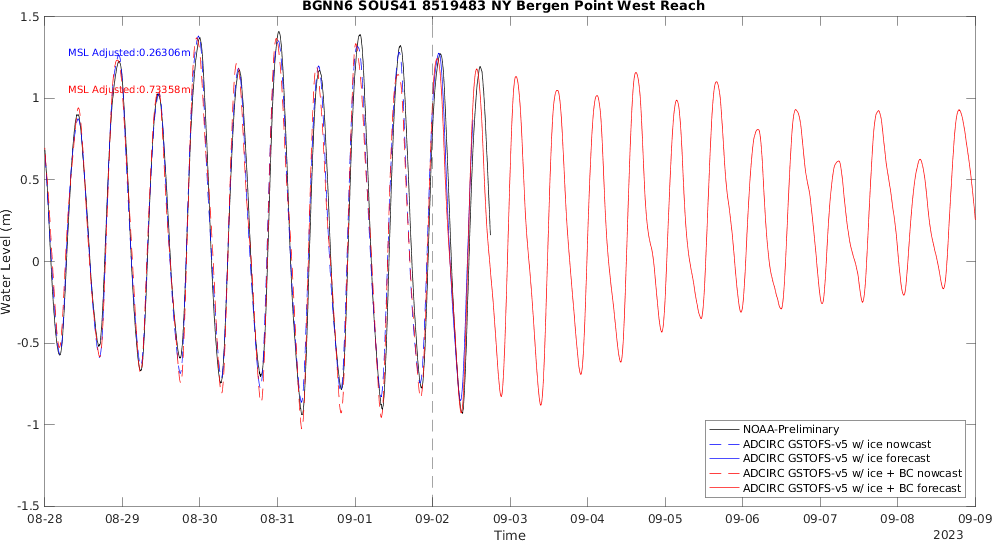 BGNN6 SOUS41 8519483 NY Bergen Point West Reach
MSL Adjusted:0.26306m
MSL Adjusted:0.73358m
Water Level (m)
1.5
1
0.5
0
-0.5
-1
-1.5
NOAA-Preliminary
ADCIRC GSTOFS-v5 w/ ice nowcast
ADCIRC GSTOFS-v5 w/ ice forecast
ADCIRC GSTOFS-v5 w/ ice + BC nowcast
ADCIRC GSTOFS-v5 w/ ice + BC forecast
08-28 08-29 08-30 08-31 09-01 09-02 09-03 09-04 09-05 09-06 09-07 09-08 09-09
Time
2023